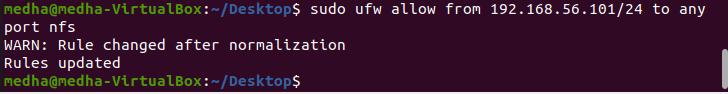 medha@medha-VirtualBox:~/Desktop$ sudo ufw allow from 192.168.56.101/24 to any
port nfs
WARN: Rule changed after normalization
Rules updated
medha@medha-VirtualBox:~/Desktop$